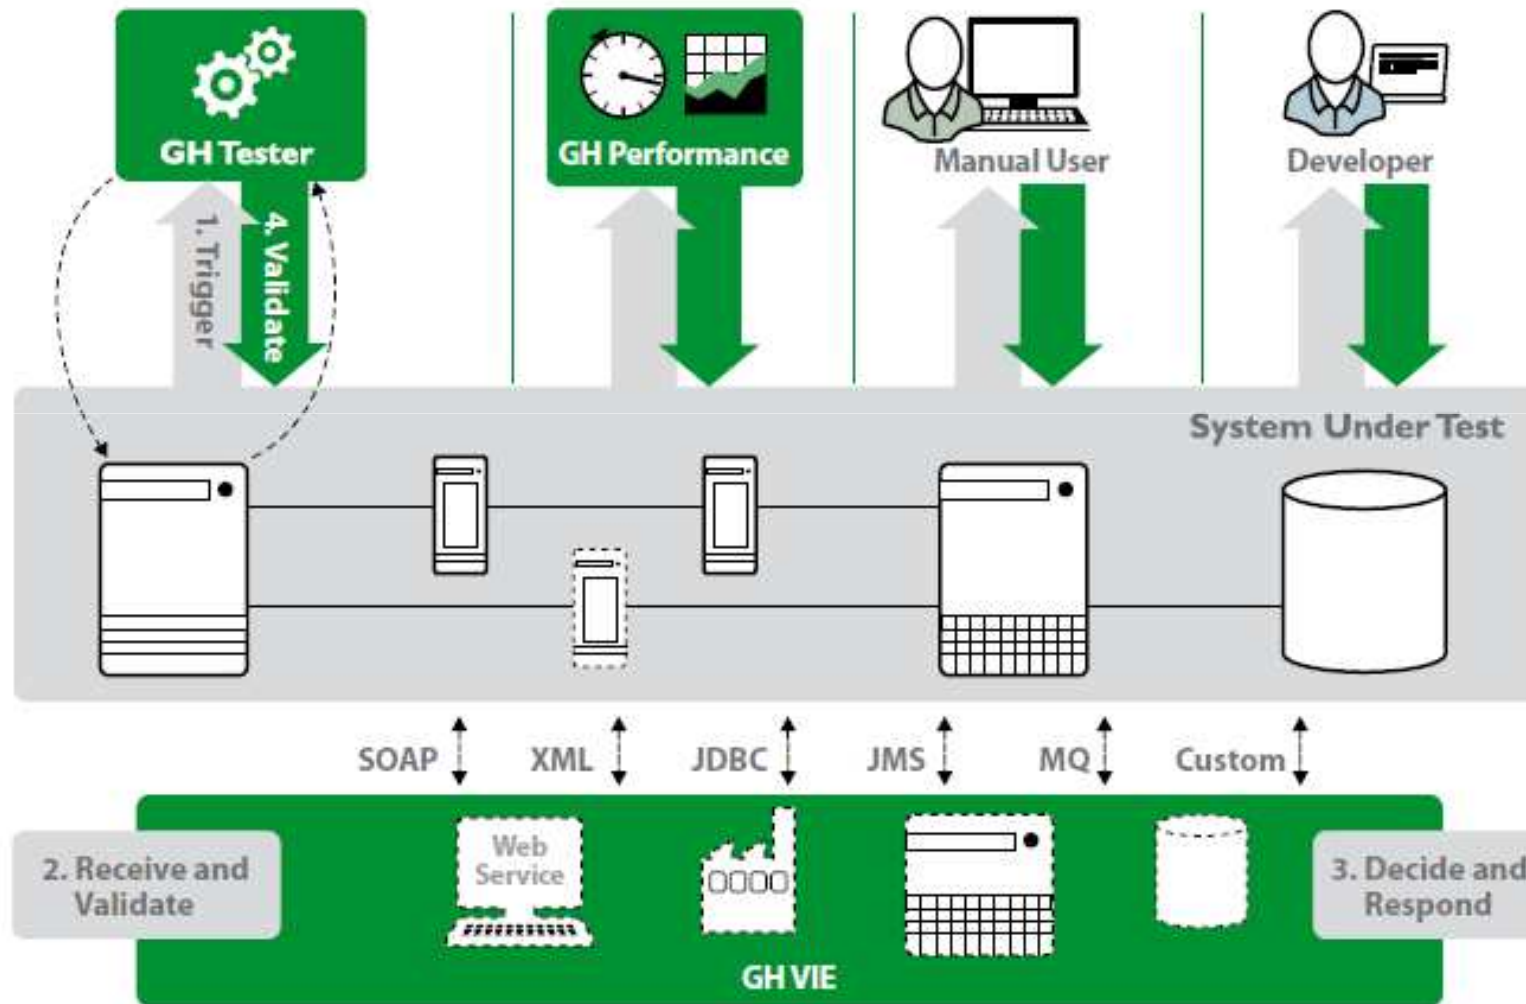 GH Tester
GH Performance
Manual User
Developer
1. Trigger
4. Validate
System Under Test
SOAP
XML
JDBC
JMS
MQ
Custom
2. Receive and
Validate
Web
Service
3. Decide and
Respond
GH VIE